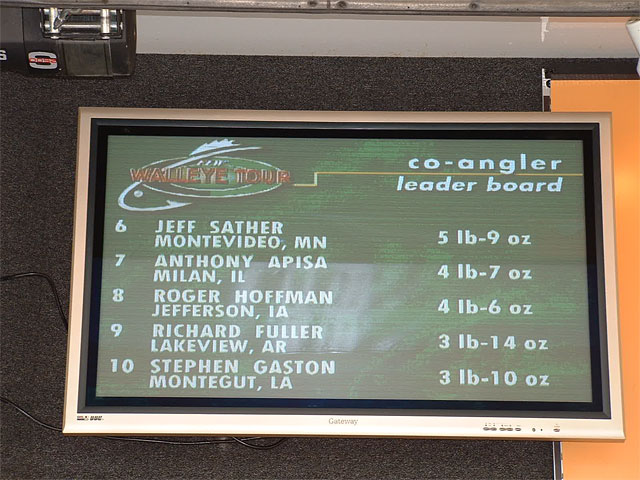 WALLEYE TOUR
co-angler
leader board
6 JEFF SATHER 5 lb-9 oz
MONTEVIDEO, MN
7 ANTHONY APISA 4 lb-7 oz
MILAN, IL
8 ROGER HOFFMAN 4 lb-6 oz
JEFFERSON, IA
9 RICHARD FULLER 3 lb-14 oz
LAKEVIEW, AR
10 STEPHEN GASTON 3 lb-10 oz
MONTEGUT, LA
Gateway